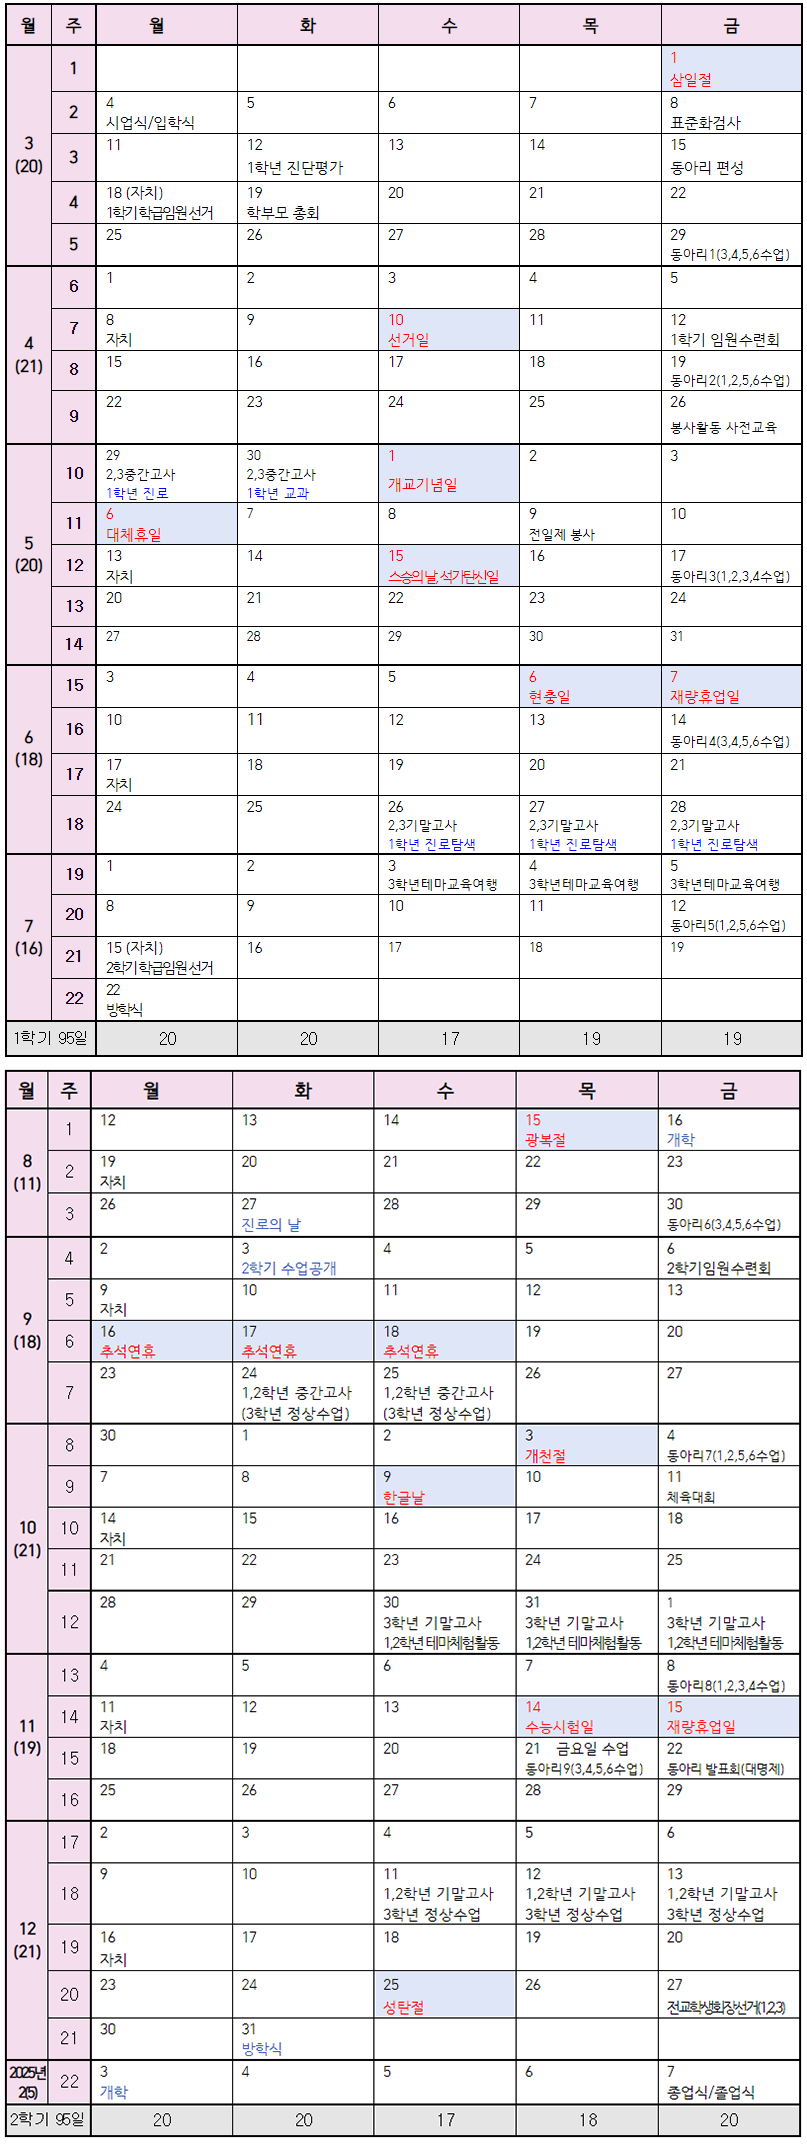 월 주 월 화 수 목 금
3
(20)
1 1
삼일절
2 4 5 6 7 8
시업식/입학식 표준화검사
3 11 12 13 14 15
1학년 진단평가 동아리 편성
4 18 (자치) 19 20 21 22
1학기학급임원선거 학부모 총회
5 25 26 27 28 29
동아리1(3,4,5,6수업)
4
(21)
6 1 2 3 4 5
7 8 9 10 11 12
자치 선거일 1학기 임원수련회
8 15 16 17 18 19
동아리2(1,2,5,6수업)
9 22 23 24 25 26
봉사활동 사전교육
5
(20)
10 29 30 1 2 3
2,3중간고사 2,3중간고사 개교기념일
1학년 진로 1학년 교과
11 6 7 8 9 10
대체휴일 전일제 봉사
12 13 14 15 16 17
자치 스승의날, 석가탄신일 동아리3(1,2,3,4수업)
13 20 21 22 23 24
14 27 28 29 30 31
6
(18)
15 3 4 5 6 7
현충일 재량휴업일
16 10 11 12 13 14
동아리4(3,4,5,6수업)
17 17 18 19 20 21
자치
18 24 25 26 27 28
2,3기말고사 2,3기말고사 2,3기말고사
1학년 진로탐색 1학년 진로탐색 1학년 진로탐색
7
(16)
19 1 2 3 4 5
3학년테마교육여행 3학년테마교육여행 3학년테마교육여행
20 8 9 10 11 12
동아리5(1,2,5,6수업)
21 15 (자치) 16 17 18 19
2학기학급임원선거
22 22
방학식
1학기 95일 20 20 17 19 19
월 주 월 화 수 목 금
8
(11)
1 12 13 14 15 16
광복절 개학
2 19 20 21 22 23
자치
3 26 27 28 29 30
진로의 날 동아리6(3,4,5,6수업)
9
(18)
4 2 3 4 5 6
2학기 수업공개 2학기임원수련회
5 9 10 11 12 13
자치
6 16 17 18 19 20
추석연휴 추석연휴 추석연휴
7 23 24 25 26 27
1,2학년 중간고사 1,2학년 중간고사
(3학년 정상수업) (3학년 정상수업)
10
(21)
8 30 1 2 3 4
개천절 동아리7(1,2,5,6수업)
9 7 8 9 10 11
한글날 체육대회
10 14 15 16 17 18
자치
11 21 22 23 24 25
12 28 29 30 31 1
3학년 기말고사 3학년 기말고사 3학년 기말고사
1,2학년 테마체험활동 1,2학년 테마체험활동 1,2학년 테마체험활동
11
(19)
13 4 5 6 7 8
동아리8(1,2,3,4수업)
14 11 12 13 14 15
자치 수능시험일 재량휴업일
15 18 19 20 21 금요일 수업 22
동아리9(3,4,5,6수업) 동아리 발표회(대명제)
16 25 26 27 28 29
12
(21)
17 2 3 4 5 6
18 9 10 11 12 13
1,2학년 기말고사 1,2학년 기말고사 1,2학년 기말고사
3학년 정상수업 3학년 정상수업 3학년 정상수업
19 16 17 18 19 20
자치
20 23 24 25 26 27
성탄절 전교학생회장선거(1,2,3)
21 30 31
방학식
2025년
2(5)
22 3 4 5 6 7
개학 종업식/졸업식
2학기 95일 20 20 17 18 20